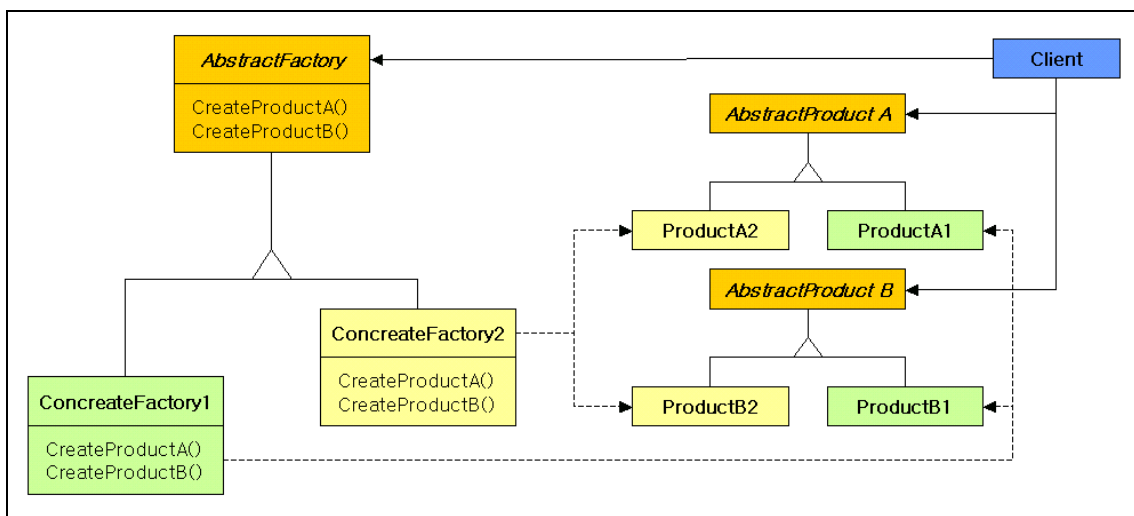 AbstractFactory
CreateProductA()
CreateProductB()
Client
AbstractProduct A
ProductA2
ProductA1
AbstractProduct B
ConcreateFactory2
CreateProductA()
CreateProductB()
ProductB2
ProductB1
ConcreateFactory1
CreateProductA()
CreateProductB()